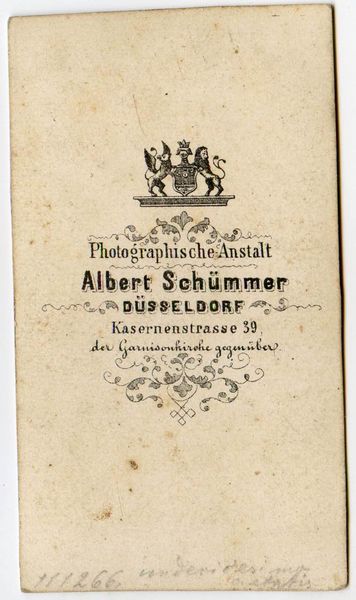 Photographische Anstalt
Albert Schümmer
DÜSSELDORF
Kasernenstrasse 39,
der Garnisonkirche gegenüber.
111266